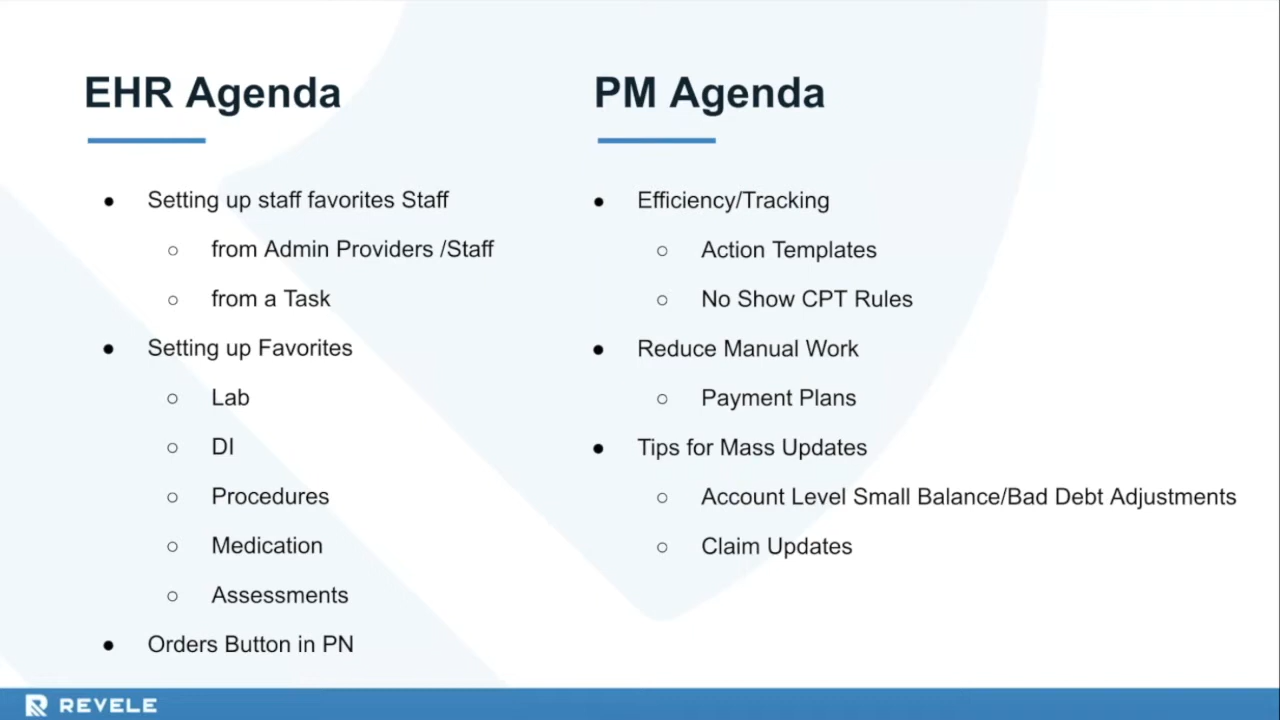 EHR Agenda
Setting up staff favorites Staff
from Admin Providers /Staff
from a Task
Setting up Favorites
Lab
DI
Procedures
Medication
Assessments
Orders Button in PN
PM Agenda
Efficiency/Tracking
Action Templates
No Show CPT Rules
Reduce Manual Work
Payment Plans
Tips for Mass Updates
Account Level Small Balance/Bad Debt Adjustments
Claim Updates
REVELE